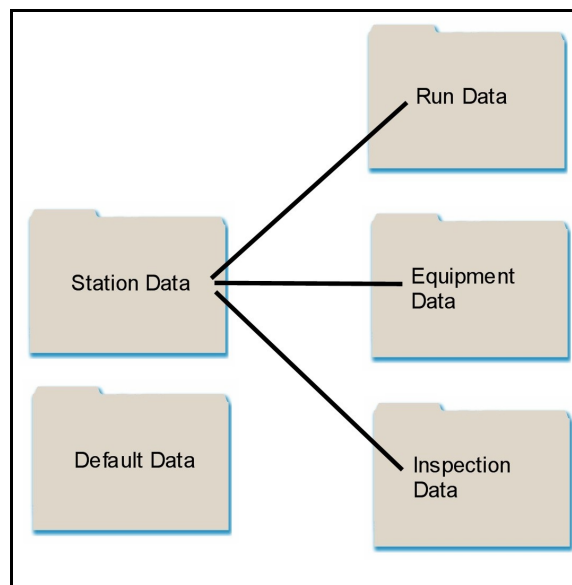 Run Data
Station Data
Equipment
Data
Default Data
Inspection
Data